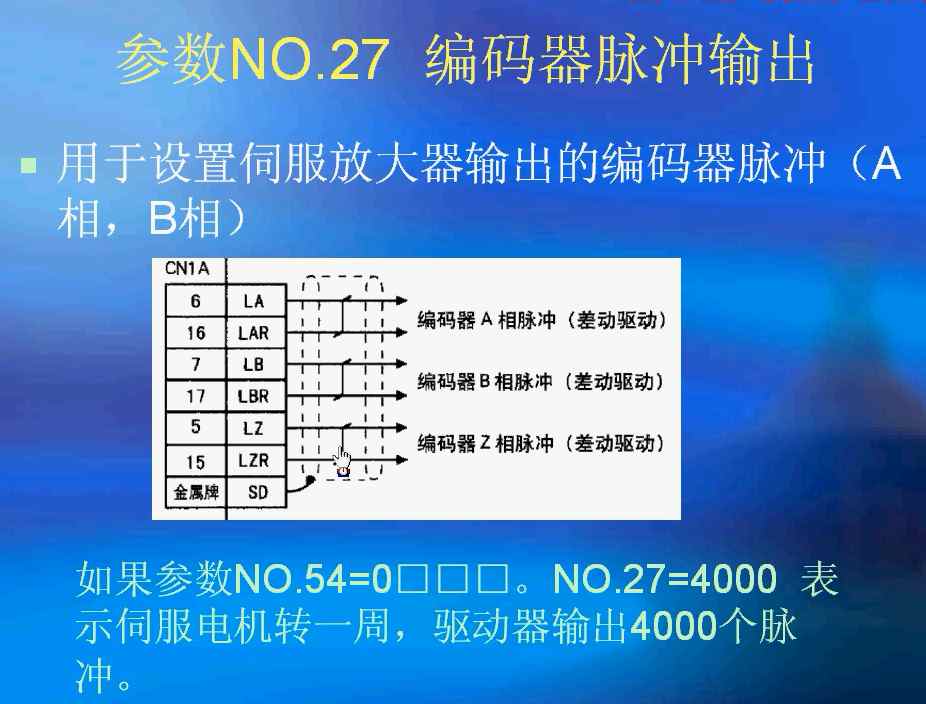 参数NO.27 编码器脉冲输出
用于设置伺服放大器输出的编码器脉冲（A
相，B相）
CN1A
6 LA
16 LAR
编码器 A 相脉冲（差动驱动）
7 LB
17 LBR
编码器 B 相脉冲（差动驱动）
5 LZ
15 LZR
编码器 Z 相脉冲（差动驱动）
金属牌 SD
如果参数NO.54=0□□□。NO.27=4000 表
示伺服电机转一周，驱动器输出4000个脉
冲。